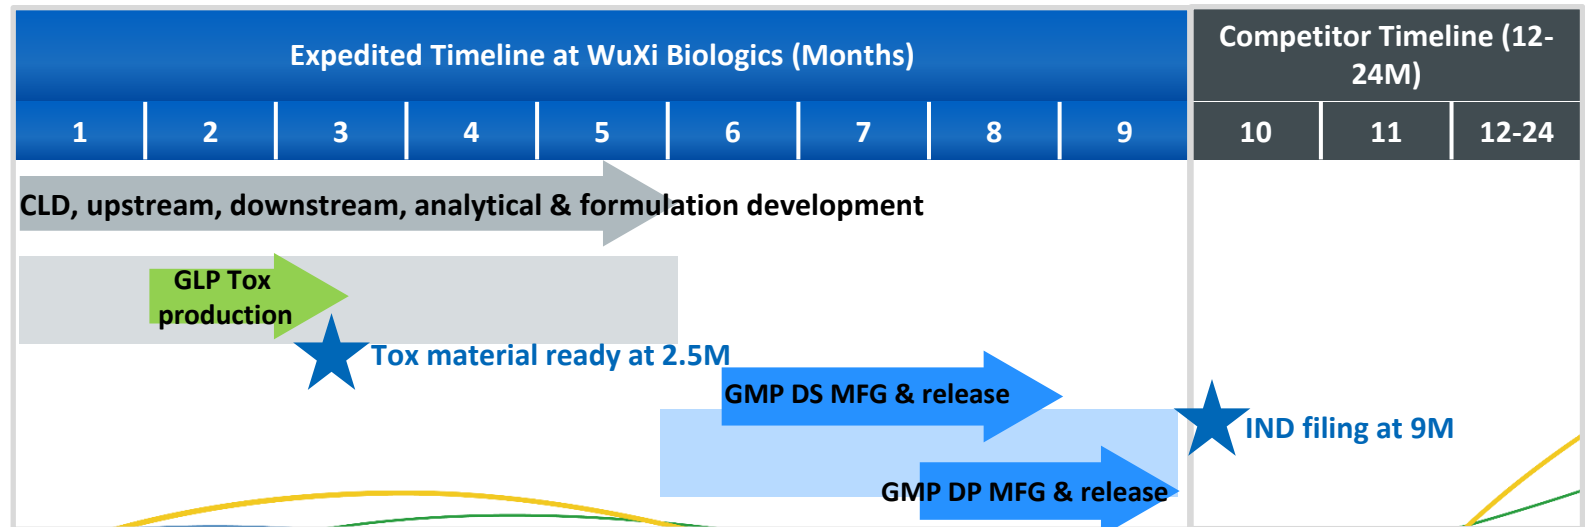 Expedited Timeline at WuXi Biologics (Months)
Competitor Timeline (12-
24M)
1 2 3 4 5 6 7 8 9 10 11 12-24
CLD, upstream, downstream, analytical & formulation development
GLP Tox
production
Tox material ready at 2.5M
GMP DS MFG & release
IND filing at 9M
GMP DP MFG & release